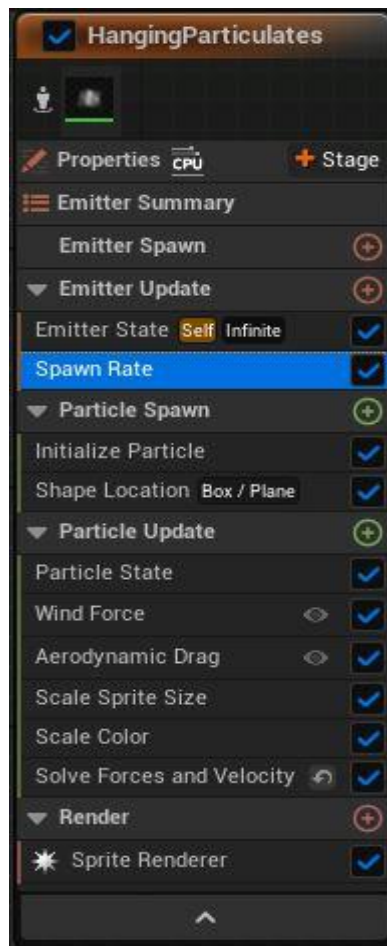 HangingParticulates
Properties CPU + Stage
Emitter Summary
Emitter Spawn
Emitter Update
Emitter State Self Infinite
Spawn Rate
Particle Spawn
Initialize Particle
Shape Location Box / Plane
Particle Update
Particle State
Wind Force
Aerodynamic Drag
Scale Sprite Size
Scale Color
Solve Forces and Velocity
Render
Sprite Renderer